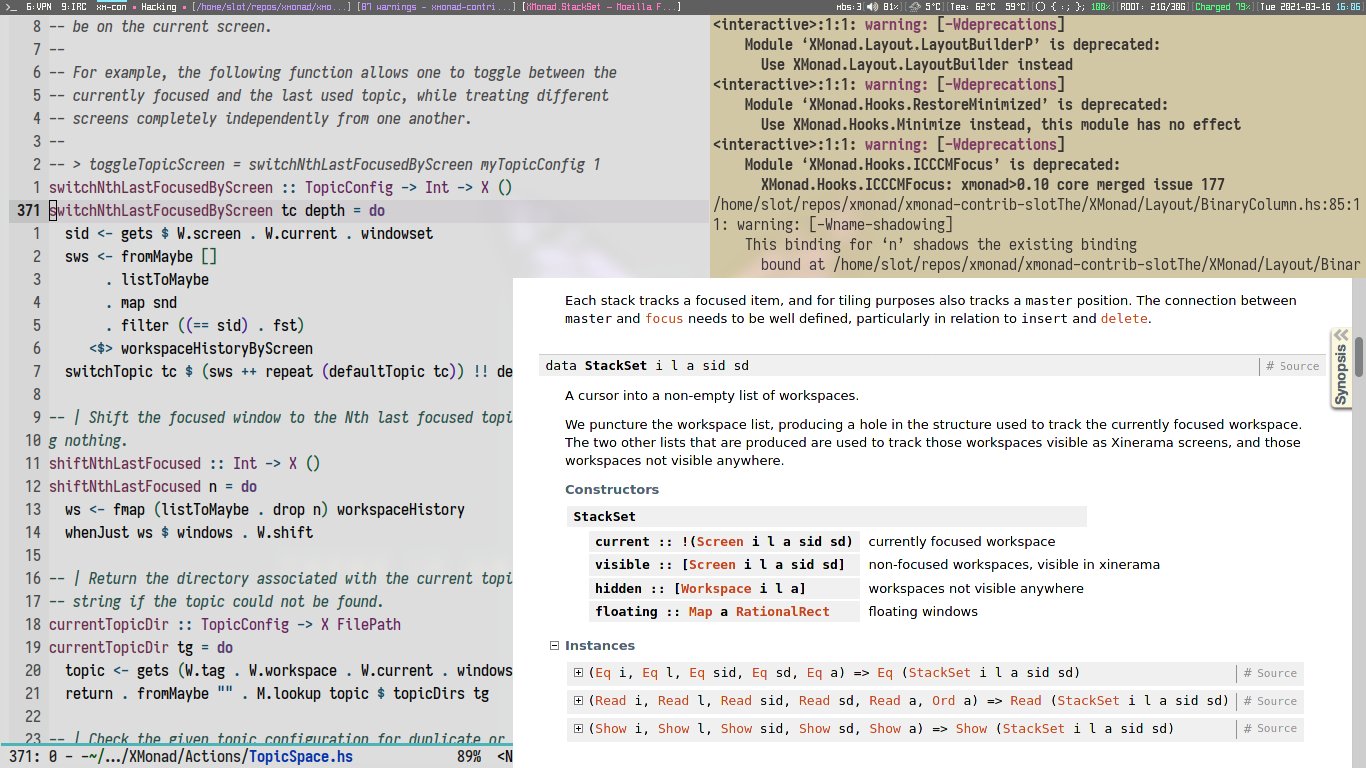 >_ 6:VPN 9:IRC xm-con • Hacking • [/home/slot/repos/xmonad/xmo...] [87 warnings – xmonad-contri...] [XMonad.StackSet — Mozilla F...]
mbs:3 81% 5°C Tea: 62°C 59°C { ; }; 100% ROOT: 21G/30G Charged 79% Tue 2021-03-16 16:06
8 -- be on the current screen.
7 --
6 -- For example, the following function allows one to toggle between the
5 -- currently focused and the last used topic, while treating different
4 -- screens completely independently from one another.
3 --
2 -- > toggleTopicScreen = switchNthLastFocusedByScreen myTopicConfig 1
1 switchNthLastFocusedByScreen :: TopicConfig -> Int -> X ()
371 switchNthLastFocusedByScreen tc depth = do
1 sid <- gets $ W.screen . W.current . windowset
2 sws <- fromMaybe []
3 . listToMaybe
4 . map snd
5 . filter ((== sid) . fst)
6 <$> workspaceHistoryByScreen
7 switchTopic tc $ (sws ++ repeat (defaultTopic tc)) !! de
8
9 -- | Shift the focused window to the Nth last focused topi
10 g nothing.
11 shiftNthLastFocused :: Int -> X ()
12 shiftNthLastFocused n = do
13 ws <- fmap (listToMaybe . drop n) workspaceHistory
14 whenJust ws $ windows . W.shift
15
16 -- | Return the directory associated with the current topi
17 -- string if the topic could not be found.
18 currentTopicDir :: TopicConfig -> X FilePath
19 currentTopicDir tg = do
20 topic <- gets (W.tag . W.workspace . W.current . windows
21 return . fromMaybe "" . M.lookup topic $ topicDirs tg
22
23 -- | Check the given topic configuration for duplicate or
371: 0 - -~/.../XMonad/Actions/TopicSpace.hs 89% <N
<interactive>:1:1: warning: [-Wdeprecations]
Module ‘XMonad.Layout.LayoutBuilderP’ is deprecated:
Use XMonad.Layout.LayoutBuilder instead
<interactive>:1:1: warning: [-Wdeprecations]
Module ‘XMonad.Hooks.RestoreMinimized’ is deprecated:
Use XMonad.Hooks.Minimize instead, this module has no effect
<interactive>:1:1: warning: [-Wdeprecations]
Module ‘XMonad.Hooks.ICCCMFocus’ is deprecated:
XMonad.Hooks.ICCCMFocus: xmonad>0.10 core merged issue 177
/home/slot/repos/xmonad/xmonad-contrib-slotThe/XMonad/Layout/BinaryColumn.hs:85:1
1: warning: [-Wname-shadowing]
This binding for ‘n’ shadows the existing binding
bound at /home/slot/repos/xmonad/xmonad-contrib-slotThe/XMonad/Layout/Binar
Each stack tracks a focused item, and for tiling purposes also tracks a master position. The connection between
master and focus needs to be well defined, particularly in relation to insert and delete.
data StackSet i l a sid sd # Source
Synopsis
A cursor into a non-empty list of workspaces.
We puncture the workspace list, producing a hole in the structure used to track the currently focused workspace.
The two other lists that are produced are used to track those workspaces visible as Xinerama screens, and those
workspaces not visible anywhere.
Constructors
StackSet
current :: !(Screen i l a sid sd) currently focused workspace
visible :: [Screen i l a sid sd] non-focused workspaces, visible in xinerama
hidden :: [Workspace i l a] workspaces not visible anywhere
floating :: Map a RationalRect floating windows
Instances
(Eq i, Eq l, Eq sid, Eq sd, Eq a) => Eq (StackSet i l a sid sd) # Source
(Read i, Read l, Read sid, Read sd, Read a, Ord a) => Read (StackSet i l a sid sd) # Source
(Show i, Show l, Show sid, Show sd, Show a) => Show (StackSet i l a sid sd) # Source